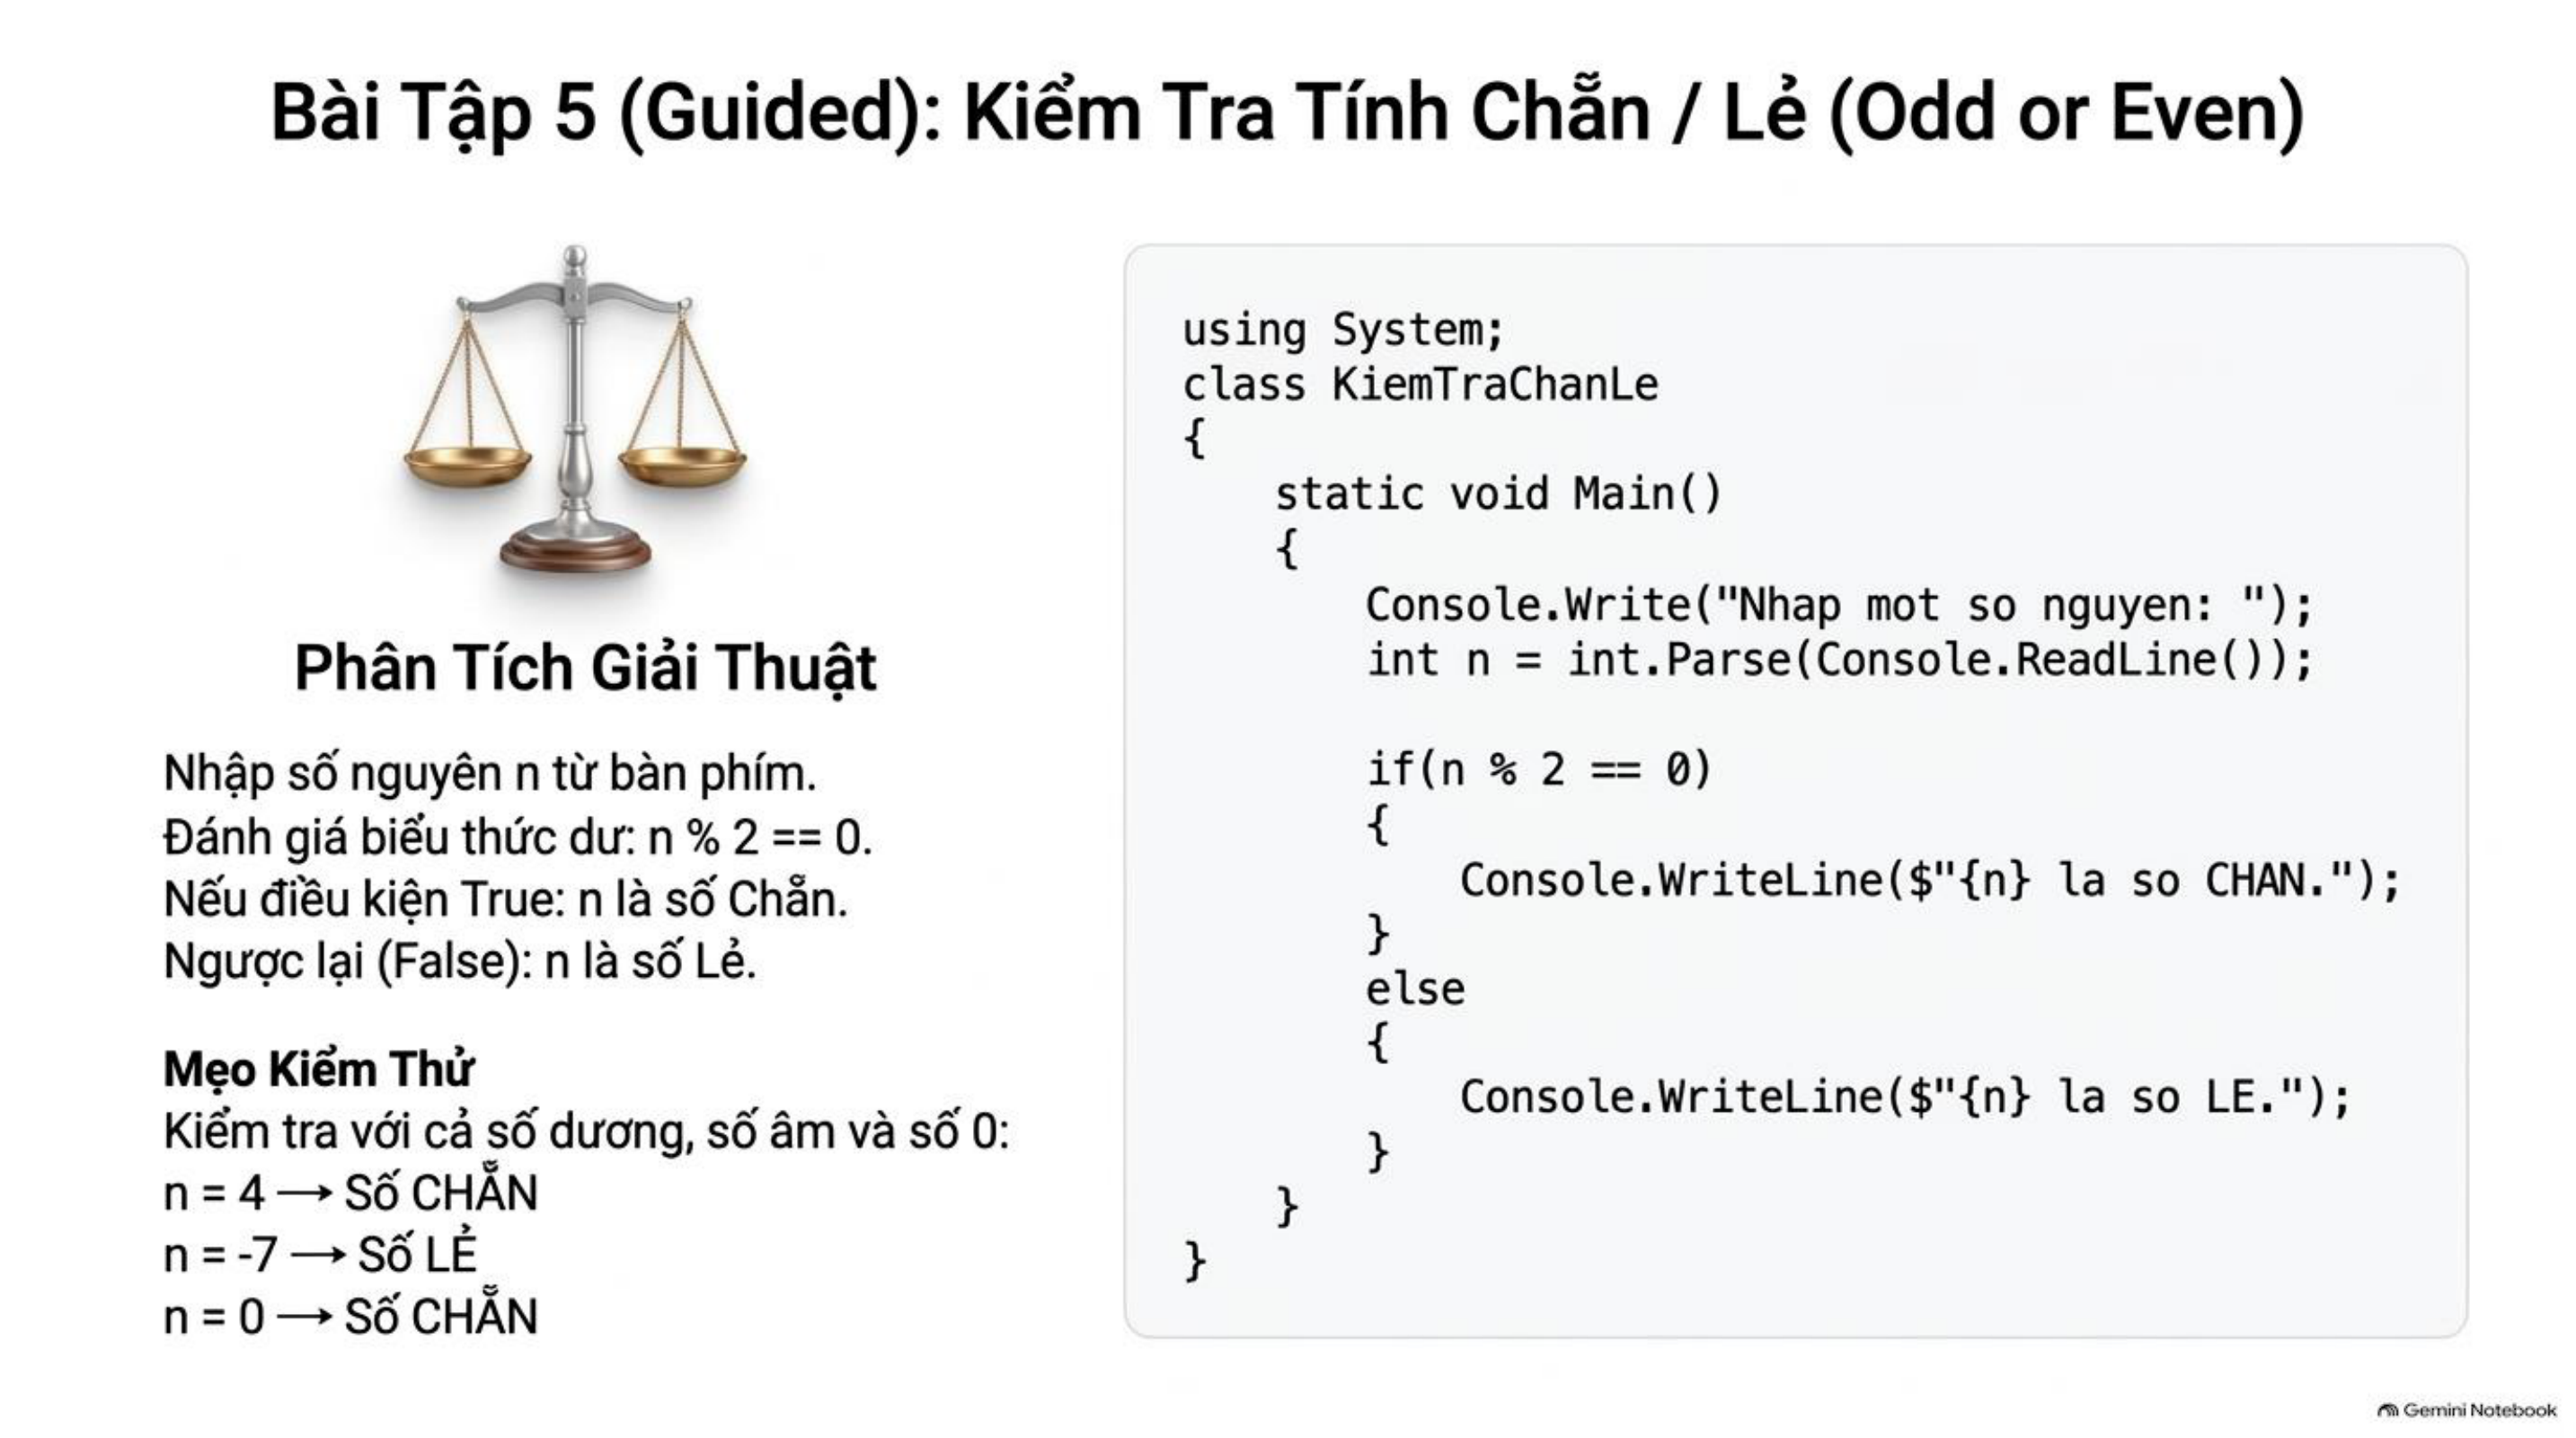 Bài Tập 5 (Guided): Kiểm Tra Tính Chẵn / Lẻ (Odd or Even)
Phân Tích Giải Thuật
Nhập số nguyên n từ bàn phím.
Đánh giá biểu thức dư: n % 2 == 0.
Nếu điều kiện True: n là số Chẵn.
Ngược lại (False): n là số Lẻ.
Mẹo Kiểm Thử
Kiểm tra với cả số dương, số âm và số 0:
n = 4 → Số CHẴN
n = -7 → Số LẺ
n = 0 → Số CHẴN
using System;
class KiemTraChanLe
{
    static void Main()
    {
        Console.Write("Nhap mot so nguyen: ");
        int n = int.Parse(Console.ReadLine());

        if(n % 2 == 0)
        {
            Console.WriteLine($"{n} la so CHAN.");
        }
        else
        {
            Console.WriteLine($"{n} la so LE.");
        }
    }
}
Gemini Notebook